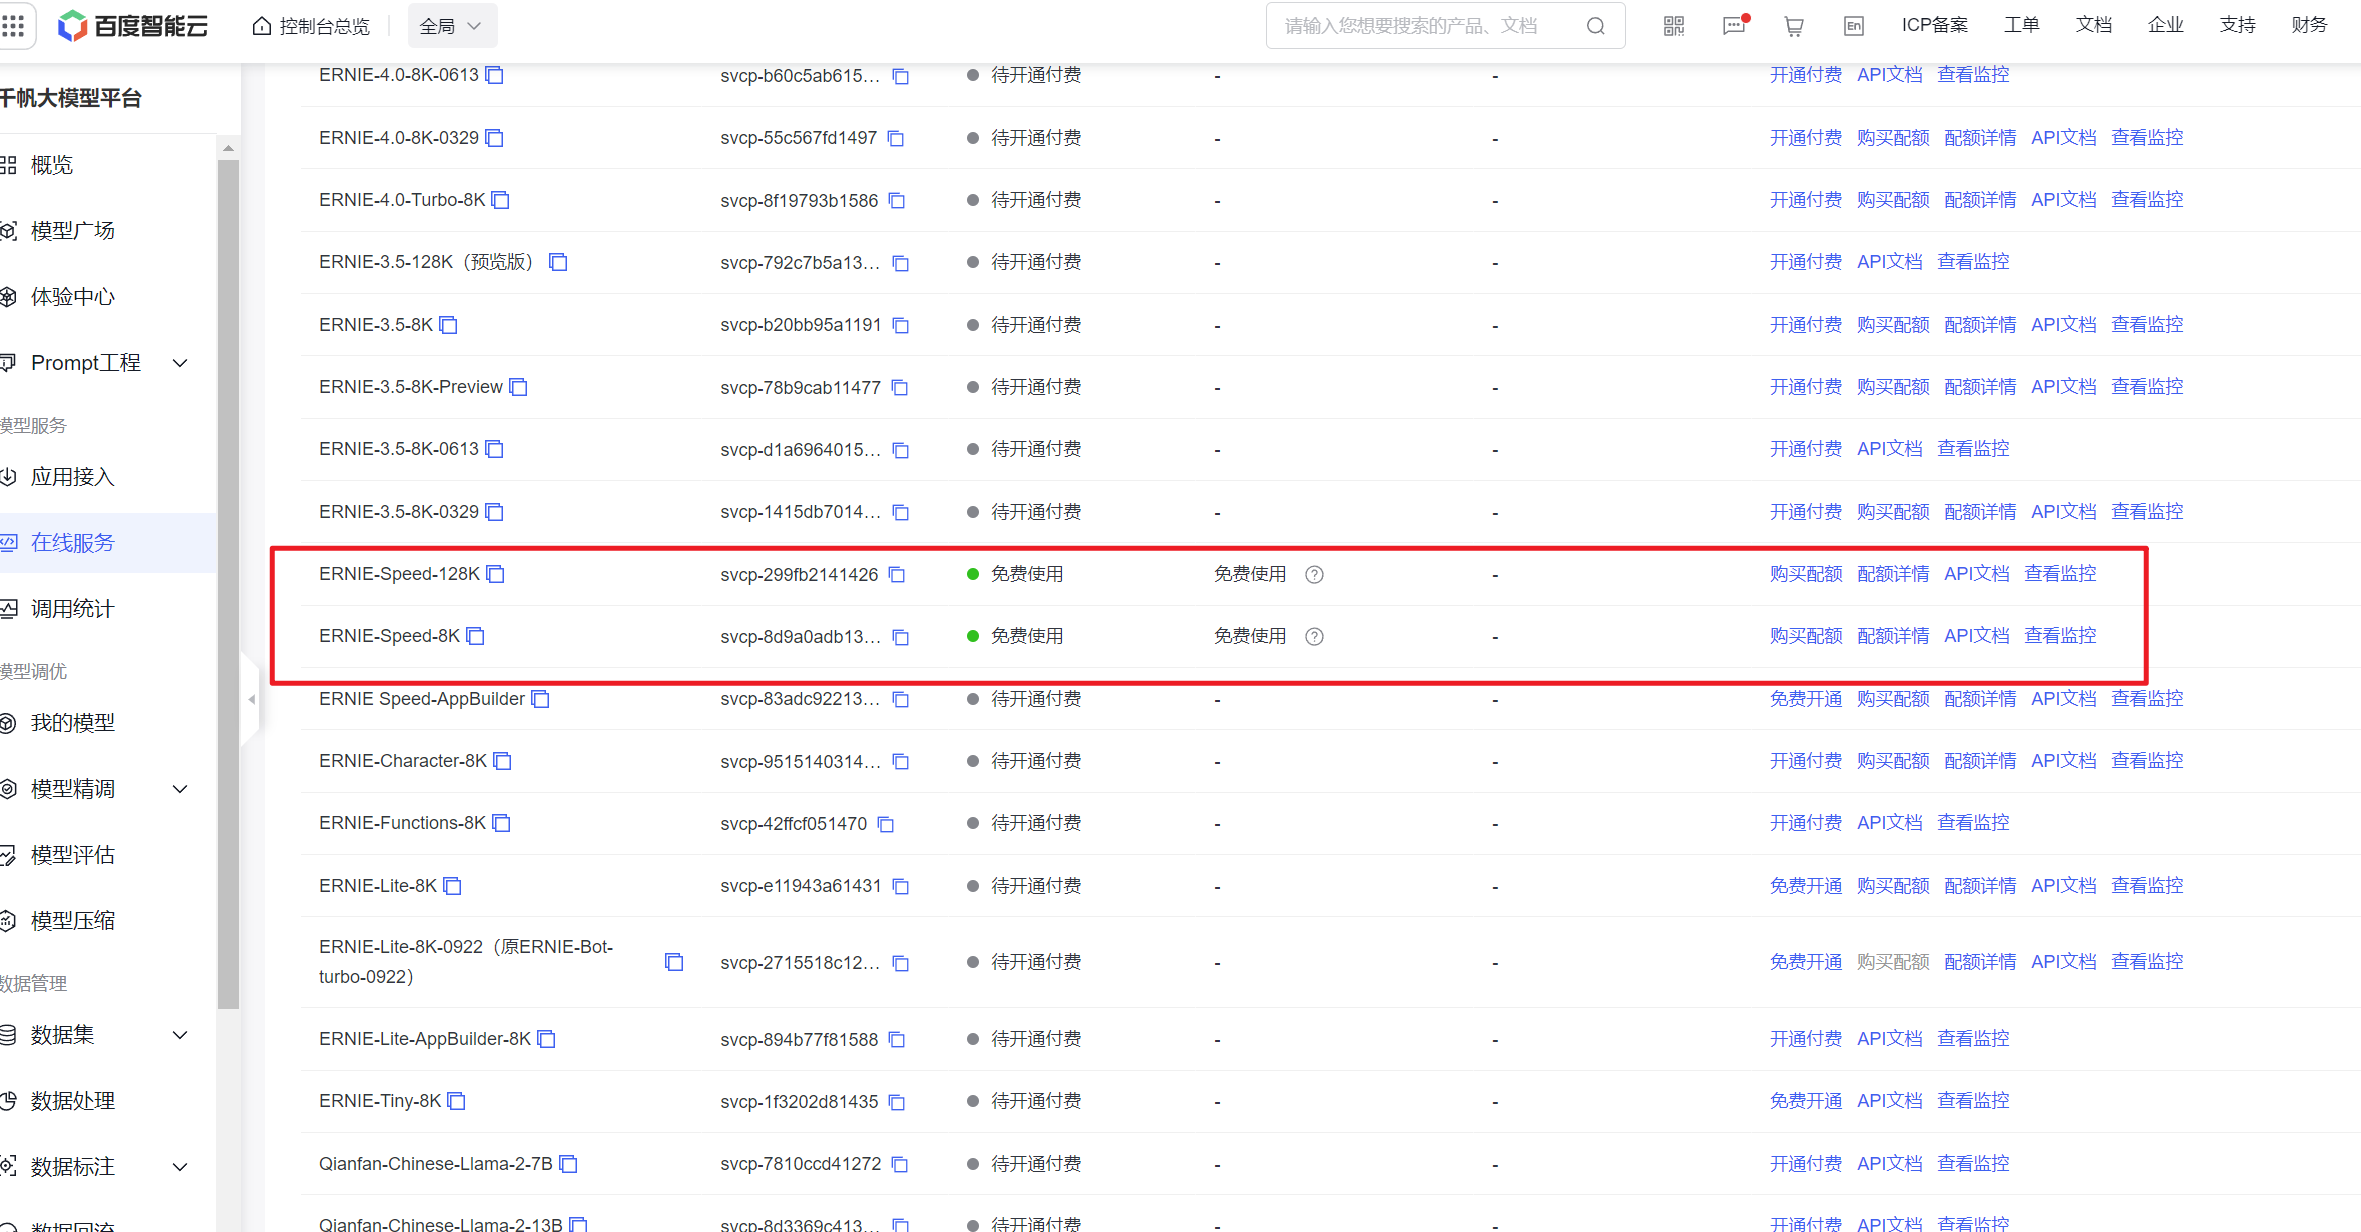 百度智能云 控制台总览 全局 请输入您想要搜索的产品、文档 En ICP备案 工单 文档 企业 支持 财务
千帆大模型平台
概览
模型广场
体验中心
Prompt工程
模型服务
应用接入
在线服务
调用统计
模型调优
我的模型
模型精调
模型评估
模型压缩
数据管理
数据集
数据处理
数据标注
数据回流
ERNIE-4.0-8K-0613 svcp-b60c5ab615... 待开通付费 - - 开通付费 API文档 查看监控
ERNIE-4.0-8K-0329 svcp-55c567fd1497 待开通付费 - - 开通付费 购买配额 配额详情 API文档 查看监控
ERNIE-4.0-Turbo-8K svcp-8f19793b1586 待开通付费 - - 开通付费 购买配额 配额详情 API文档 查看监控
ERNIE-3.5-128K（预览版） svcp-792c7b5a13... 待开通付费 - - 开通付费 API文档 查看监控
ERNIE-3.5-8K svcp-b20bb95a1191 待开通付费 - - 开通付费 购买配额 配额详情 API文档 查看监控
ERNIE-3.5-8K-Preview svcp-78b9cab11477 待开通付费 - - 开通付费 购买配额 配额详情 API文档 查看监控
ERNIE-3.5-8K-0613 svcp-d1a6964015... 待开通付费 - - 开通付费 API文档 查看监控
ERNIE-3.5-8K-0329 svcp-1415db7014... 待开通付费 - - 开通付费 购买配额 配额详情 API文档 查看监控
ERNIE-Speed-128K svcp-299fb2141426 免费使用 免费使用 ? - 购买配额 配额详情 API文档 查看监控
ERNIE-Speed-8K svcp-8d9a0adb13... 免费使用 免费使用 ? - 购买配额 配额详情 API文档 查看监控
ERNIE Speed-AppBuilder svcp-83adc92213... 待开通付费 - - 免费开通 购买配额 配额详情 API文档 查看监控
ERNIE-Character-8K svcp-9515140314... 待开通付费 - - 开通付费 购买配额 配额详情 API文档 查看监控
ERNIE-Functions-8K svcp-42ffcf051470 待开通付费 - - 开通付费 API文档 查看监控
ERNIE-Lite-8K svcp-e11943a61431 待开通付费 - - 免费开通 购买配额 配额详情 API文档 查看监控
ERNIE-Lite-8K-0922（原ERNIE-Bot-
turbo-0922） svcp-2715518c12... 待开通付费 - - 免费开通 购买配额 配额详情 API文档 查看监控
ERNIE-Lite-AppBuilder-8K svcp-894b77f81588 待开通付费 - - 开通付费 API文档 查看监控
ERNIE-Tiny-8K svcp-1f3202d81435 待开通付费 - - 免费开通 API文档 查看监控
Qianfan-Chinese-Llama-2-7B svcp-7810ccd41272 待开通付费 - - 开通付费 API文档 查看监控
Qianfan-Chinese-Llama-2-13B svcp-8d3369c413... 待开通付费 - - 开通付费 API文档 查看监控